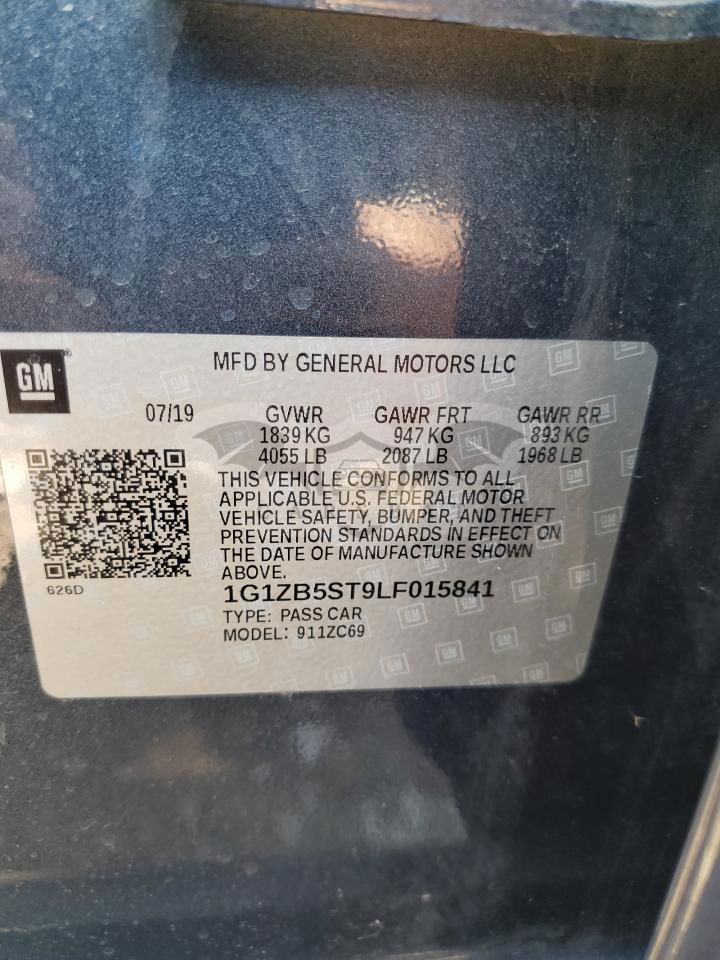 GM
MFD BY GENERAL MOTORS LLC
07/19 GVWR GAWR FRT GAWR RR
1839 KG 947 KG 893 KG
4055 LB 2087 LB 1968 LB
THIS VEHICLE CONFORMS TO ALL
APPLICABLE U.S. FEDERAL MOTOR
VEHICLE SAFETY, BUMPER, AND THEFT
PREVENTION STANDARDS IN EFFECT ON
THE DATE OF MANUFACTURE SHOWN
ABOVE.
626D
1G1ZB5ST9LF015841
TYPE: PASS CAR
MODEL: 911ZC69